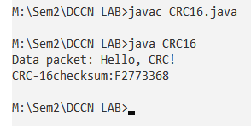 M:\Sem2\DCCN LAB>javac CRC16.java
M:\Sem2\DCCN LAB>java CRC16
Data packet: Hello, CRC!
CRC-16checksum:F2773368
M:\Sem2\DCCN LAB>